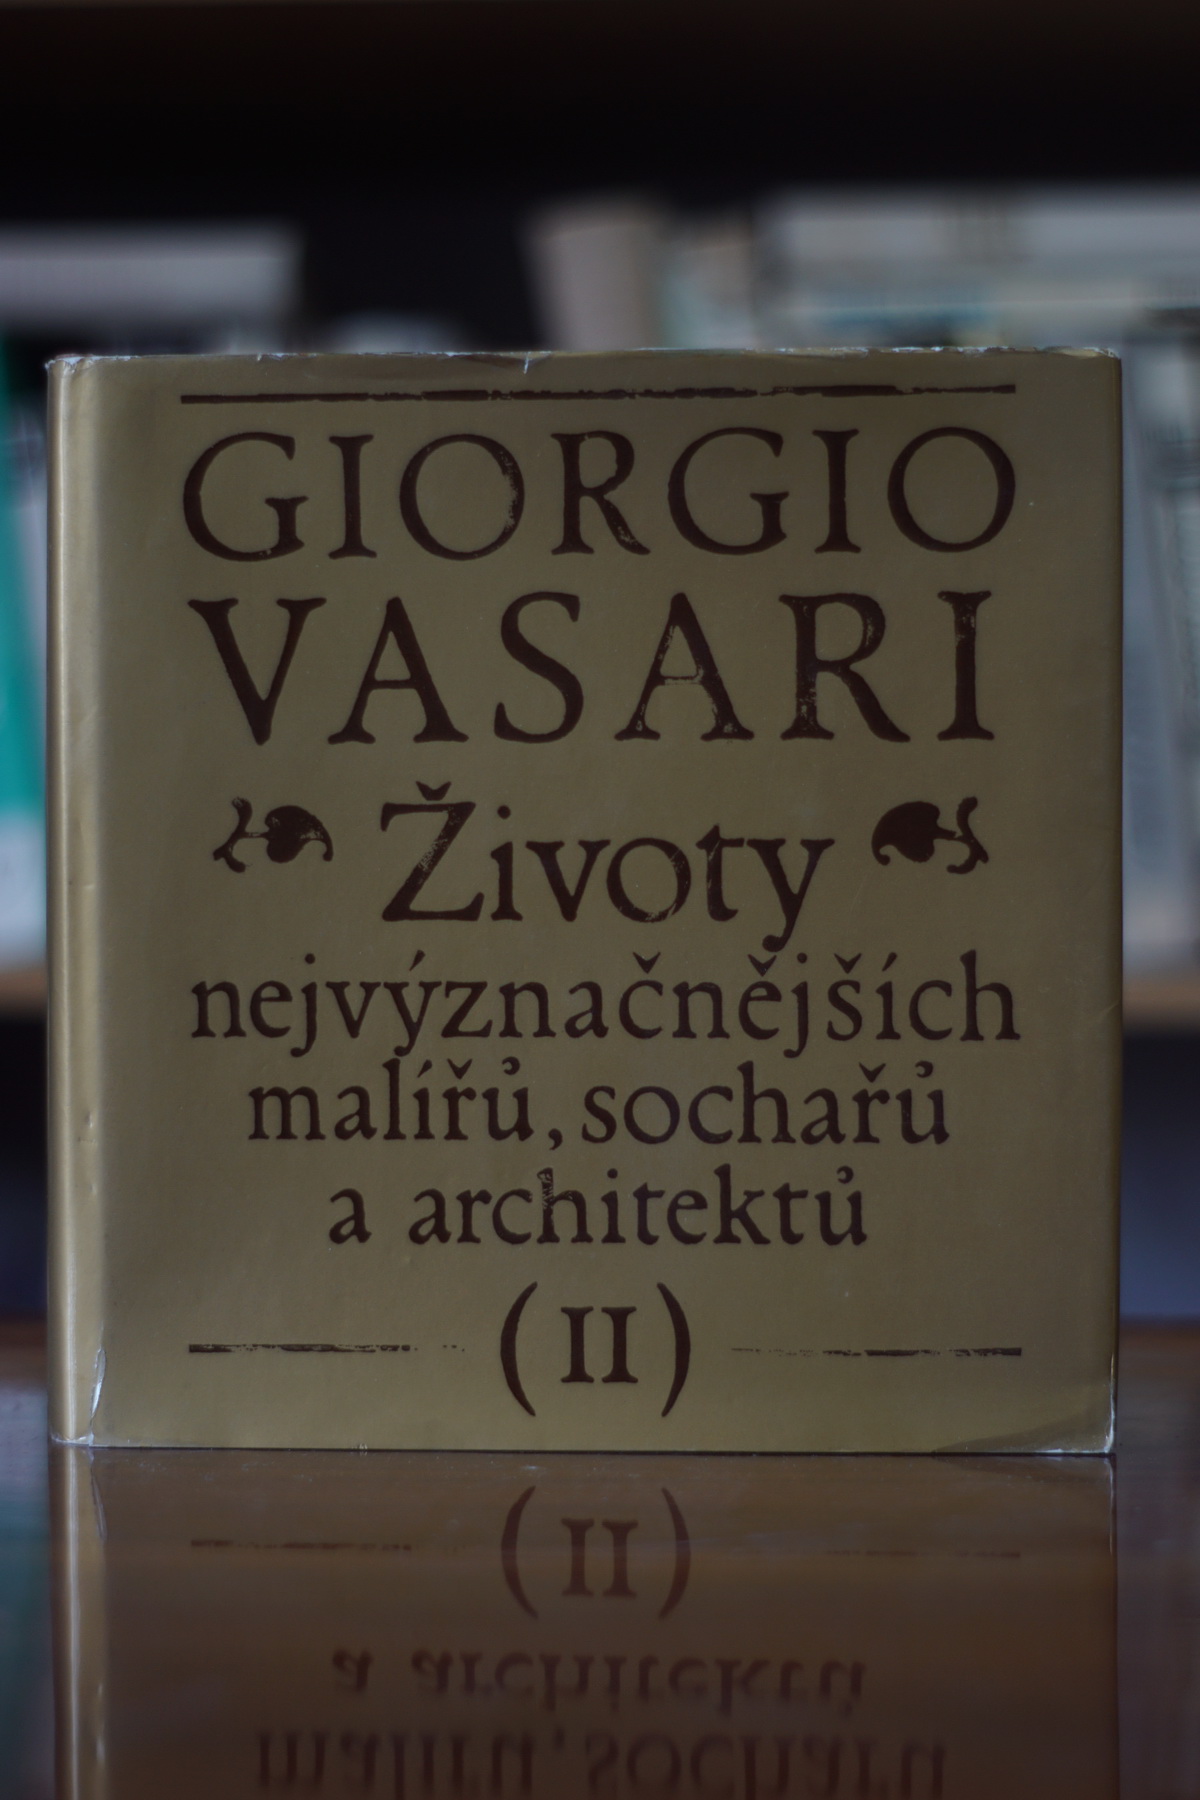 GIORGIO
VASARI
Životy
nejvýznačnějších
malířů, sochařů
a architektů
(II)